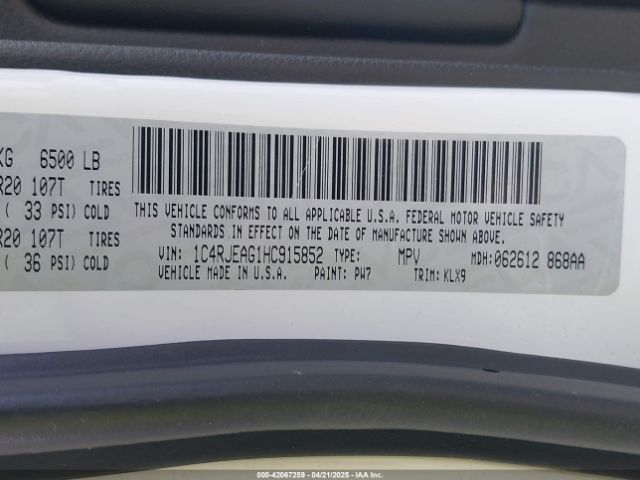 KG 6500 LB
R20 107T TIRES
( 33 PSI) COLD
R20 107T TIRES
( 36 PSI) COLD
THIS VEHICLE CONFORMS TO ALL APPLICABLE U.S.A. FEDERAL MOTOR VEHICLE SAFETY
STANDARDS IN EFFECT ON THE DATE OF MANUFACTURE SHOWN ABOVE.
VIN: 1C4RJEAG1HC915852 TYPE: MPV MDH:062612 868AA
VEHICLE MADE IN U.S.A. PAINT: PW7 TRIM: KLX9
000-42067259 - 04/21/2025 - IAA Inc.